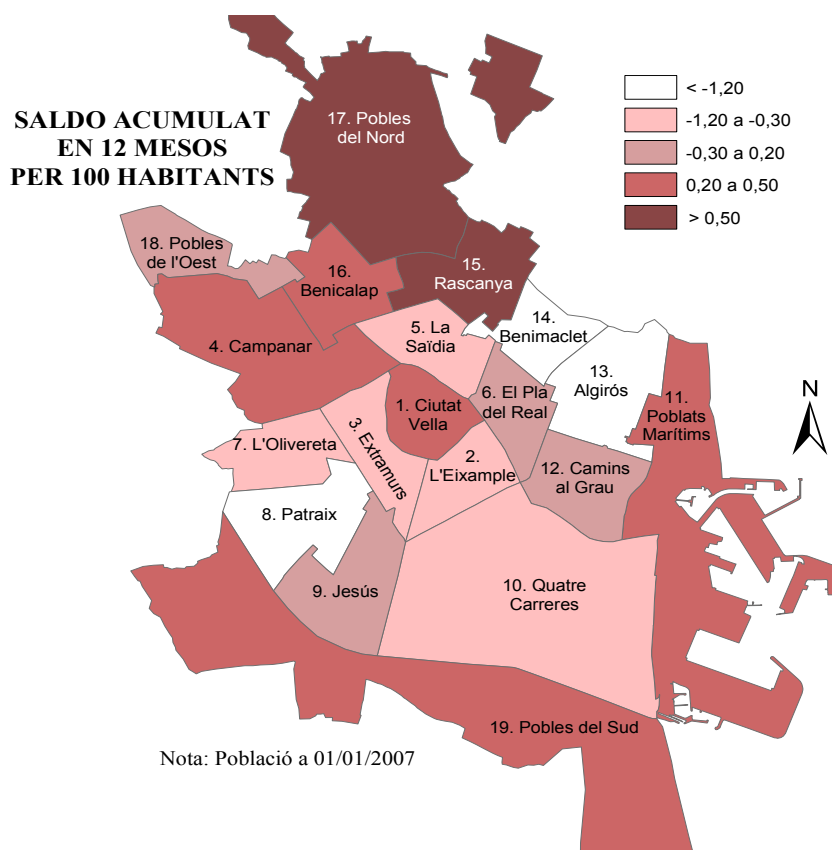 SALDO ACUMULAT
EN 12 MESOS
PER 100 HABITANTS
< -1,20
-1,20 a -0,30
-0,30 a 0,20
0,20 a 0,50
> 0,50
17. Pobles
del Nord
18. Pobles
de l'Oest
16.
Benicalap
15.
Rascanya
14.
Benimaclet
5. La
Saïdia
4. Campanar
13.
Algirós
6. El Pla
del Real
11.
Poblats
Marítims
N
1. Ciutat
Vella
3. Extramurs
7. L'Olivereta
2.
L'Eixample
12. Camins
al Grau
8. Patraix
9. Jesús
10. Quatre
Carreres
19. Pobles del Sud
Nota: Població a 01/01/2007